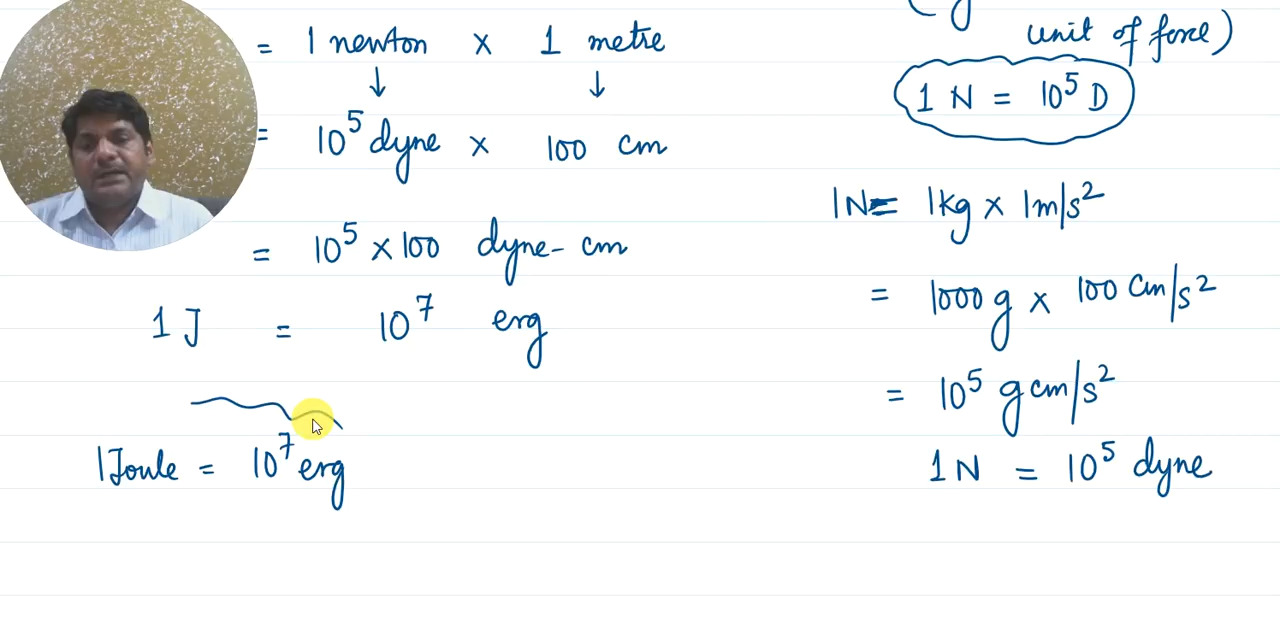 = 1 newton x 1 metre
↓ ↓
= 10⁵ dyne x 100 cm
= 10⁵ x 100 dyne-cm
1 J = 10⁷ erg
1 Joule = 10⁷ erg
unit of force)
1 N = 10⁵ D
1N = 1kg x 1m/s²
= 1000 g x 100 cm/s²
= 10⁵ g cm/s²
1 N = 10⁵ dyne